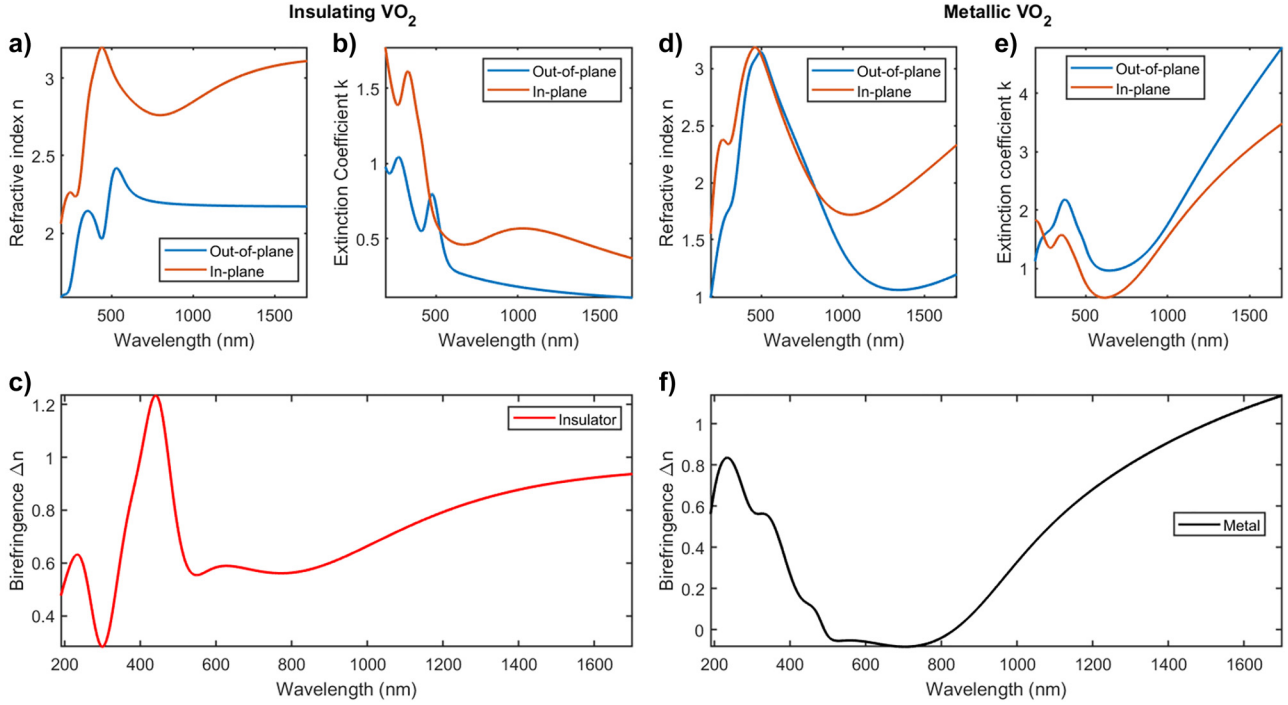 Insulating VO2
Metallic VO2
a)
Refractive index n
3
2.5
2
500
1000
1500
Wavelength (nm)
Out-of-plane
In-plane
b)
Extinction Coefficient k
1.5
1
0.5
500
1000
1500
Wavelength (nm)
Out-of-plane
In-plane
d)
Refractive index n
3
2.5
2
1.5
1
500
1000
1500
Wavelength (nm)
Out-of-plane
In-plane
e)
Extinction coefficient k
4
3
2
1
500
1000
1500
Wavelength (nm)
Out-of-plane
In-plane
c)
Birefringence Δn
1.2
1
0.8
0.6
0.4
200
400
600
800
1000
1200
1400
1600
Wavelength (nm)
Insulator
f)
Birefringence Δn
1
0.8
0.6
0.4
0.2
0
200
400
600
800
1000
1200
1400
1600
Wavelength (nm)
Metal